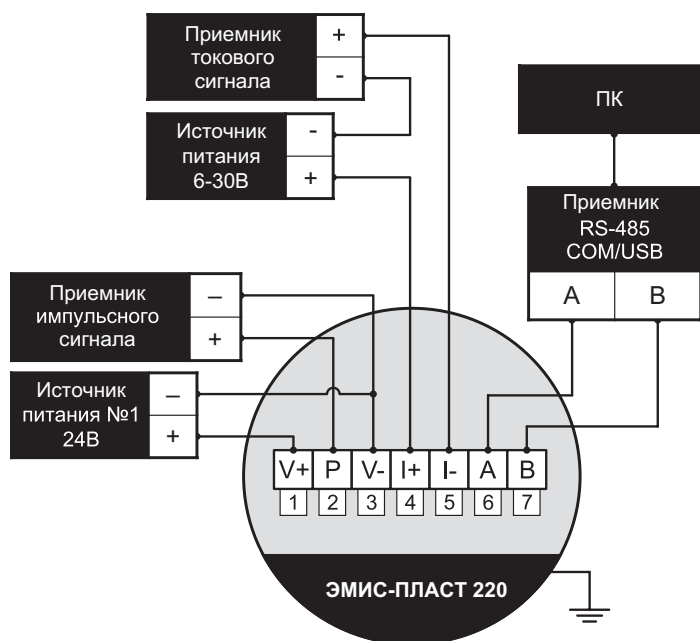 Приемник
токового
сигнала
+
-
Источник
питания
6-30В
-
+
ПК
Приемник
RS-485
COM/USB
A B
Приемник
импульсного
сигнала
–
+
Источник
питания №1
24В
–
+
V+ P V- I+ I- A B
1 2 3 4 5 6 7
ЭМИС-ПЛАСТ 220